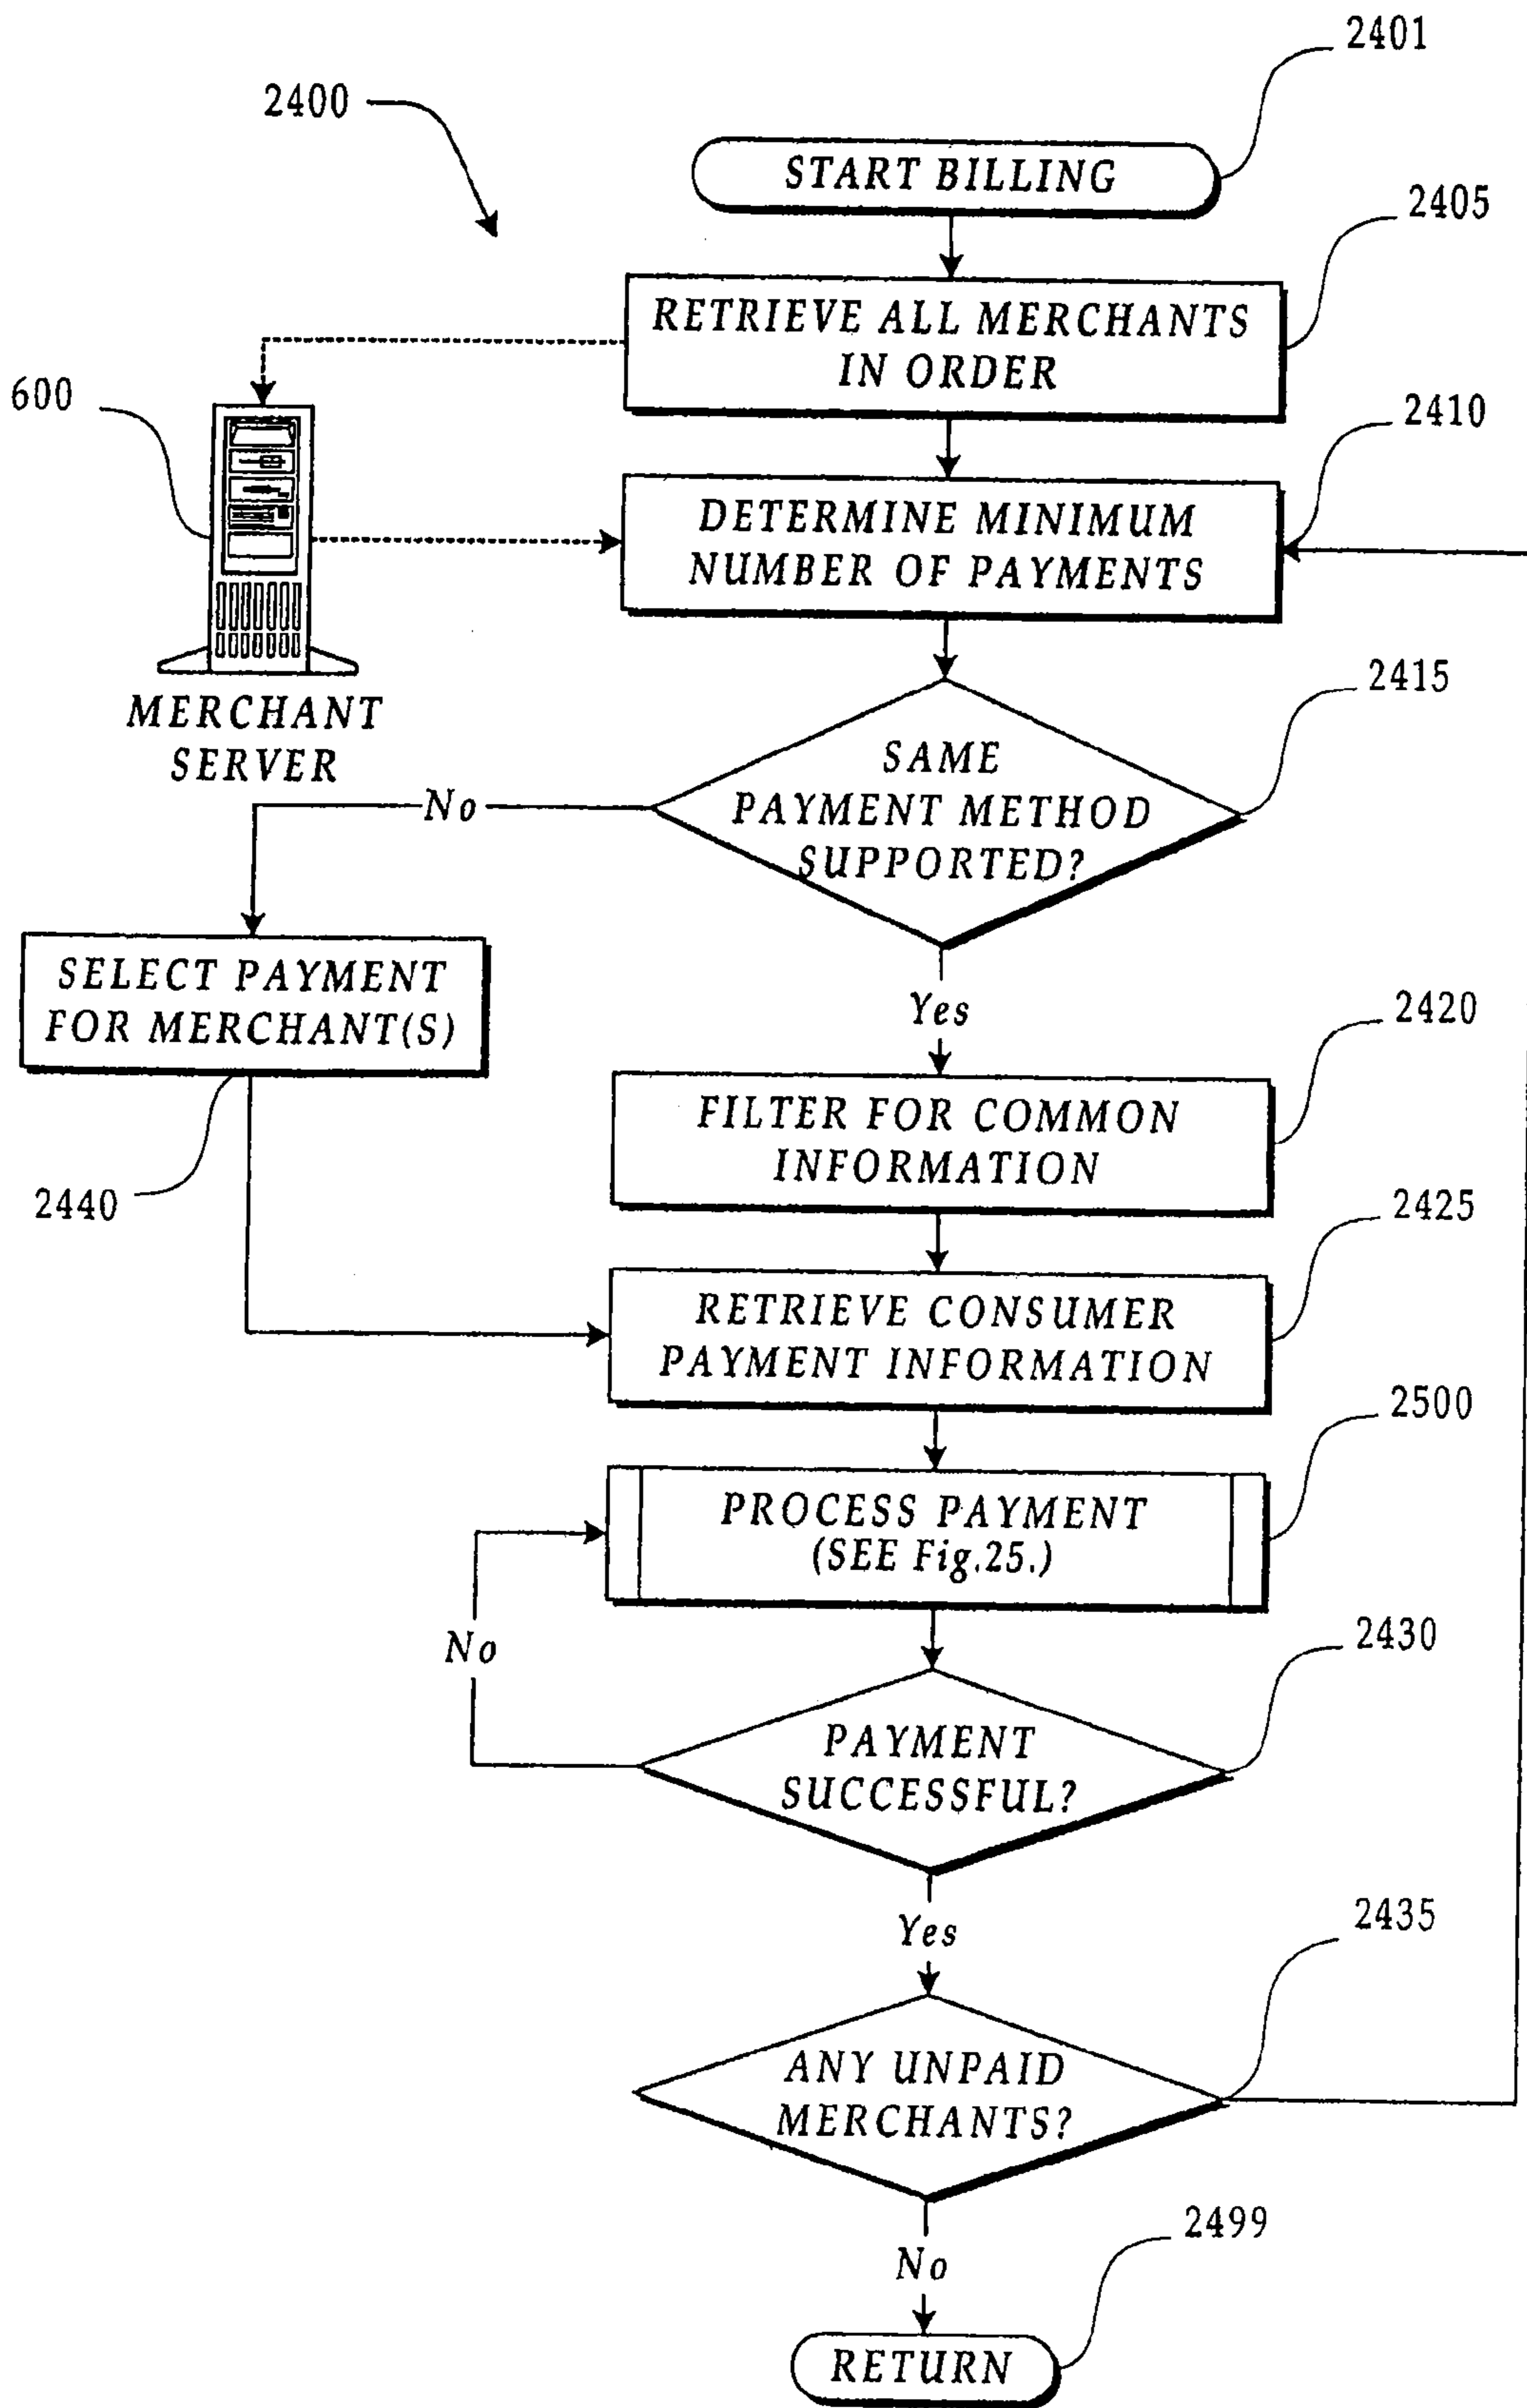 2401
2400
START BILLING
2405
RETRIEVE ALL MERCHANTS
IN ORDER
600
2410
DETERMINE MINIMUM
NUMBER OF PAYMENTS
MERCHANT
SERVER
2415
SAME
PAYMENT METHOD
SUPPORTED?
No
SELECT PAYMENT
FOR MERCHANT(S)
Yes
2420
FILTER FOR COMMON
INFORMATION
2440
2425
RETRIEVE CONSUMER
PAYMENT INFORMATION
2500
PROCESS PAYMENT
(SEE Fig.25.)
No
2430
PAYMENT
SUCCESSFUL?
Yes
2435
ANY UNPAID
MERCHANTS?
No
2499
RETURN